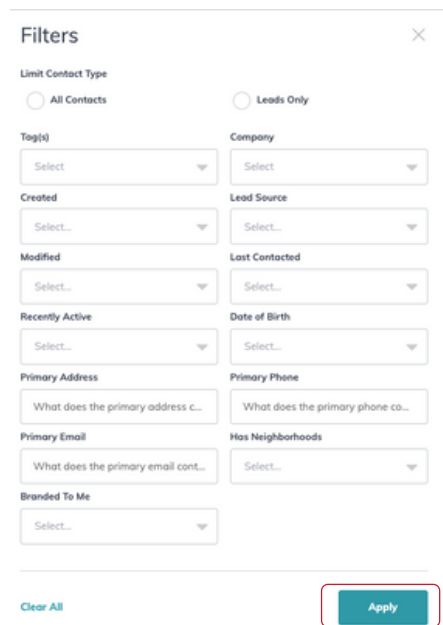 Filters
Limit Contact Type
All Contacts Leads Only
Tag(s) Company
Select Select
Created Lead Source
Select... Select...
Modified Last Contacted
Select... Select...
Recently Active Date of Birth
Select... Select...
Primary Address Primary Phone
What does the primary address c... What does the primary phone co...
Primary Email Has Neighborhoods
What does the primary email cont... Select...
Branded To Me
Select...
Clear All Apply